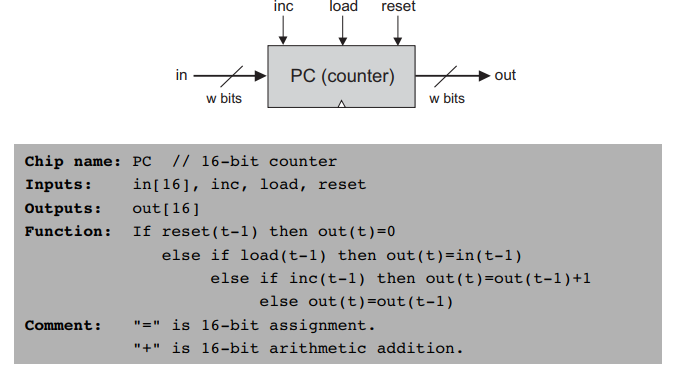 inc load reset
in PC (counter) out
w bits w bits
Chip name: PC // 16-bit counter
Inputs: in[16], inc, load, reset
Outputs: out[16]
Function: If reset(t-1) then out(t)=0
else if load(t-1) then out(t)=in(t-1)
else if inc(t-1) then out(t)=out(t-1)+1
else out(t)=out(t-1)
Comment: "=" is 16-bit assignment.
"+" is 16-bit arithmetic addition.